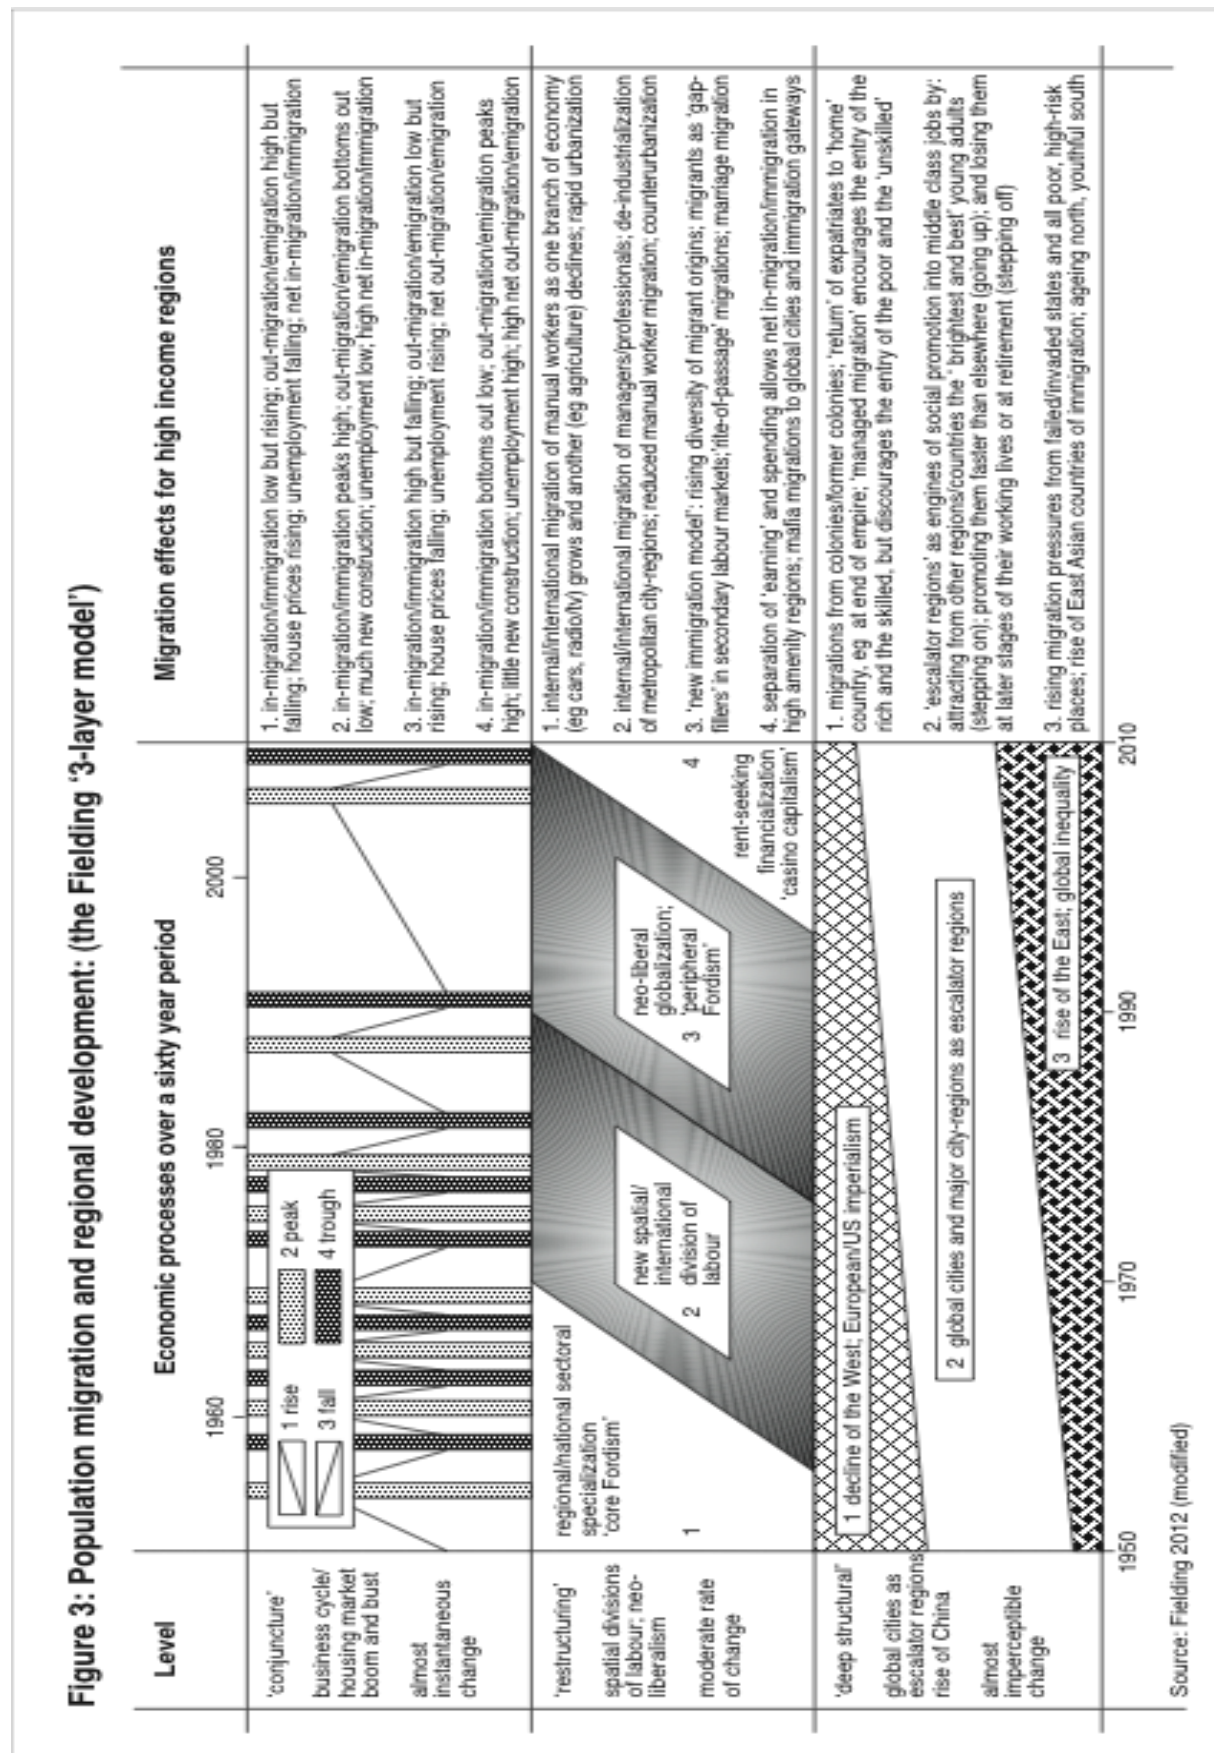 Figure 3: Population migration and regional development: (the Fielding '3-layer model')
Level
Economic processes over a sixty year period
Migration effects for high income regions
1960
1980
2000
'conjuncture'
business cycle/
housing market
boom and bust
almost
instantaneous
change
1 rise
2 peak
3 fall
4 trough
1. in-migration/immigration low but rising; out-migration/emigration high but
falling; house prices rising; unemployment falling; net in-migration/immigration
2. in-migration/immigration peaks high; out-migration/emigration bottoms out
low; much new construction; unemployment low; high net in-migration/immigration
3. in-migration/immigration high but falling; out-migration/emigration low but
rising; house prices falling; unemployment rising; net out-migration/emigration
4. in-migration/immigration bottoms out low; out-migration/emigration peaks
high; little new construction; unemployment high; high net out-migration/emigration
'restructuring'
spatial divisions
of labour; neo-
liberalism
moderate rate
of change
regional/national sectoral
specialization
'core Fordism'
1
new spatial/
international
division of
labour
2
neo-liberal
globalization;
'peripheral
Fordism'
3
4
rent-seeking
financialization
'casino capitalism'
1. internal/international migration of manual workers as one branch of economy
(eg cars, radio/tv) grows and another (eg agriculture) declines; rapid urbanization
2. internal/international migration of managers/professionals; de-industrialization
of metropolitan city-regions; reduced manual worker migration; counterurbanization
3. 'new immigration model': rising diversity of migrant origins; migrants as 'gap-
fillers' in secondary labour markets;'rite-of-passage' migrations; marriage migration
4. separation of 'earning' and spending allows net in-migration/immigration in
high amenity regions; mafia migrations to global cities and immigration gateways
'deep structural'
global cities as
escalator regions
rise of China
almost
imperceptible
change
1 decline of the West; European/US imperialism
2 global cities and major city-regions as escalator regions
3 rise of the East; global inequality
1. migrations from colonies/former colonies; 'return' of expatriates to 'home'
country, eg at end of empire; 'managed migration' encourages the entry of the
rich and the skilled, but discourages the entry of the poor and the 'unskilled'
2. 'escalator regions' as engines of social promotion into middle class jobs by:
attracting from other regions/countries the ' brightest and best' young adults
(stepping on); promoting them faster than elsewhere (going up); and losing them
at later stages of their working lives or at retirement (stepping off)
3. rising migration pressures from failed/invaded states and all poor, high-risk
places; rise of East Asian countries of immigration; ageing north, youthful south
1950
1970
1990
2010
Source: Fielding 2012 (modified)